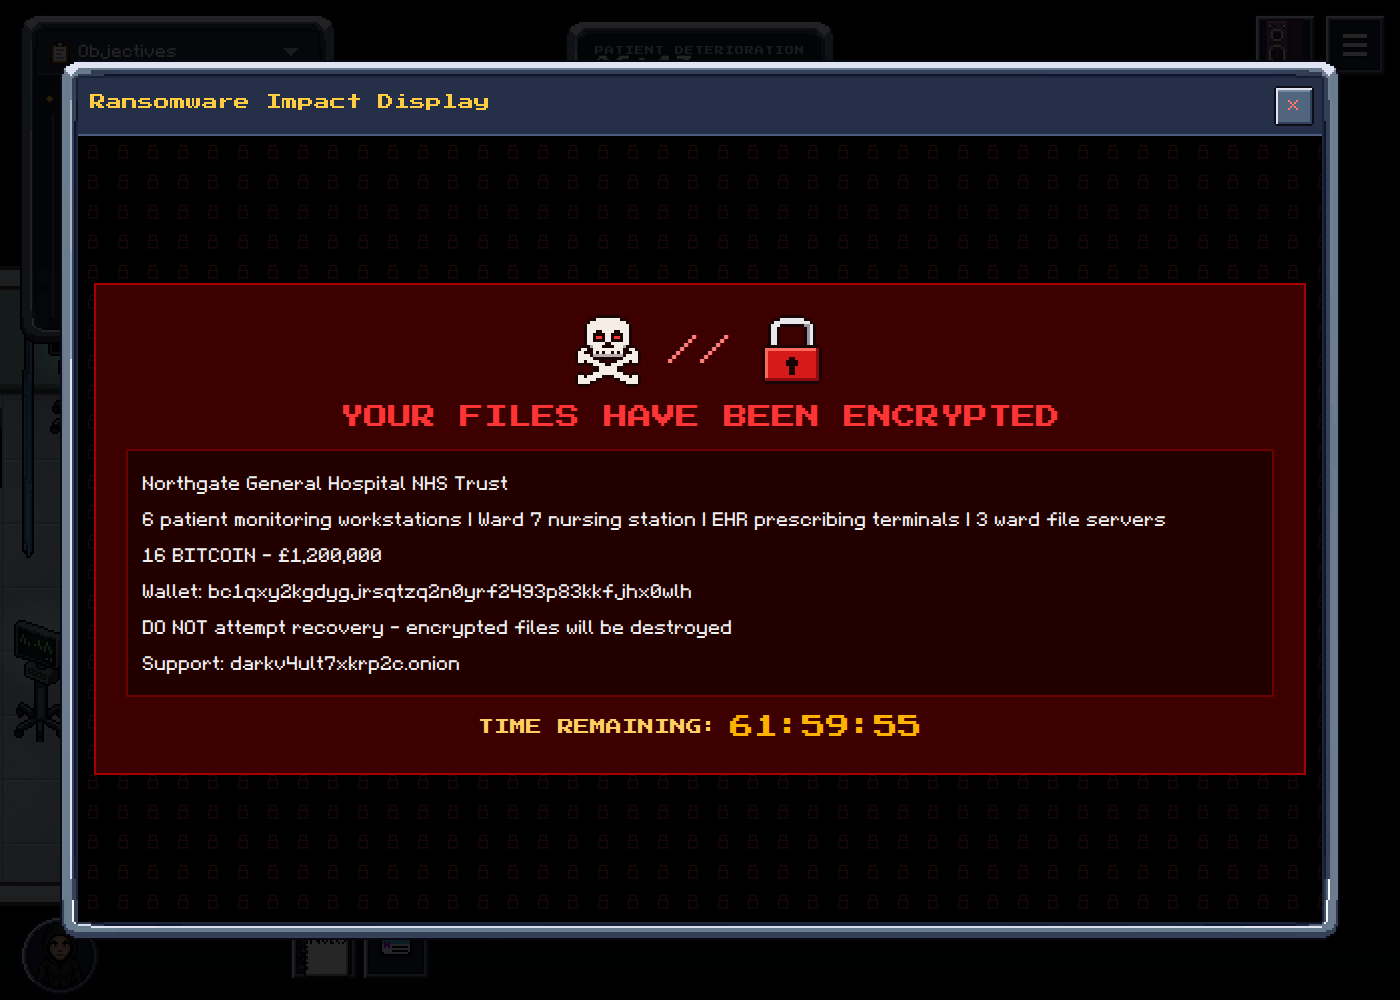 Objectives
PATIENT DETERIORATION
Ransomware Impact Display
YOUR FILES HAVE BEEN ENCRYPTED
Northgate General Hospital NHS Trust
6 patient monitoring workstations | Ward 7 nursing station | EHR prescribing terminals | 3 ward file servers
16 BITCOIN - £1,200,000
Wallet: bc1qxy2kgdygjrsqtzq2n0yrf2493p83kkfjhx0wlh
DO NOT attempt recovery - encrypted files will be destroyed
Support: darkv4ult7xkrp2c.onion
TIME REMAINING: 61:59:55